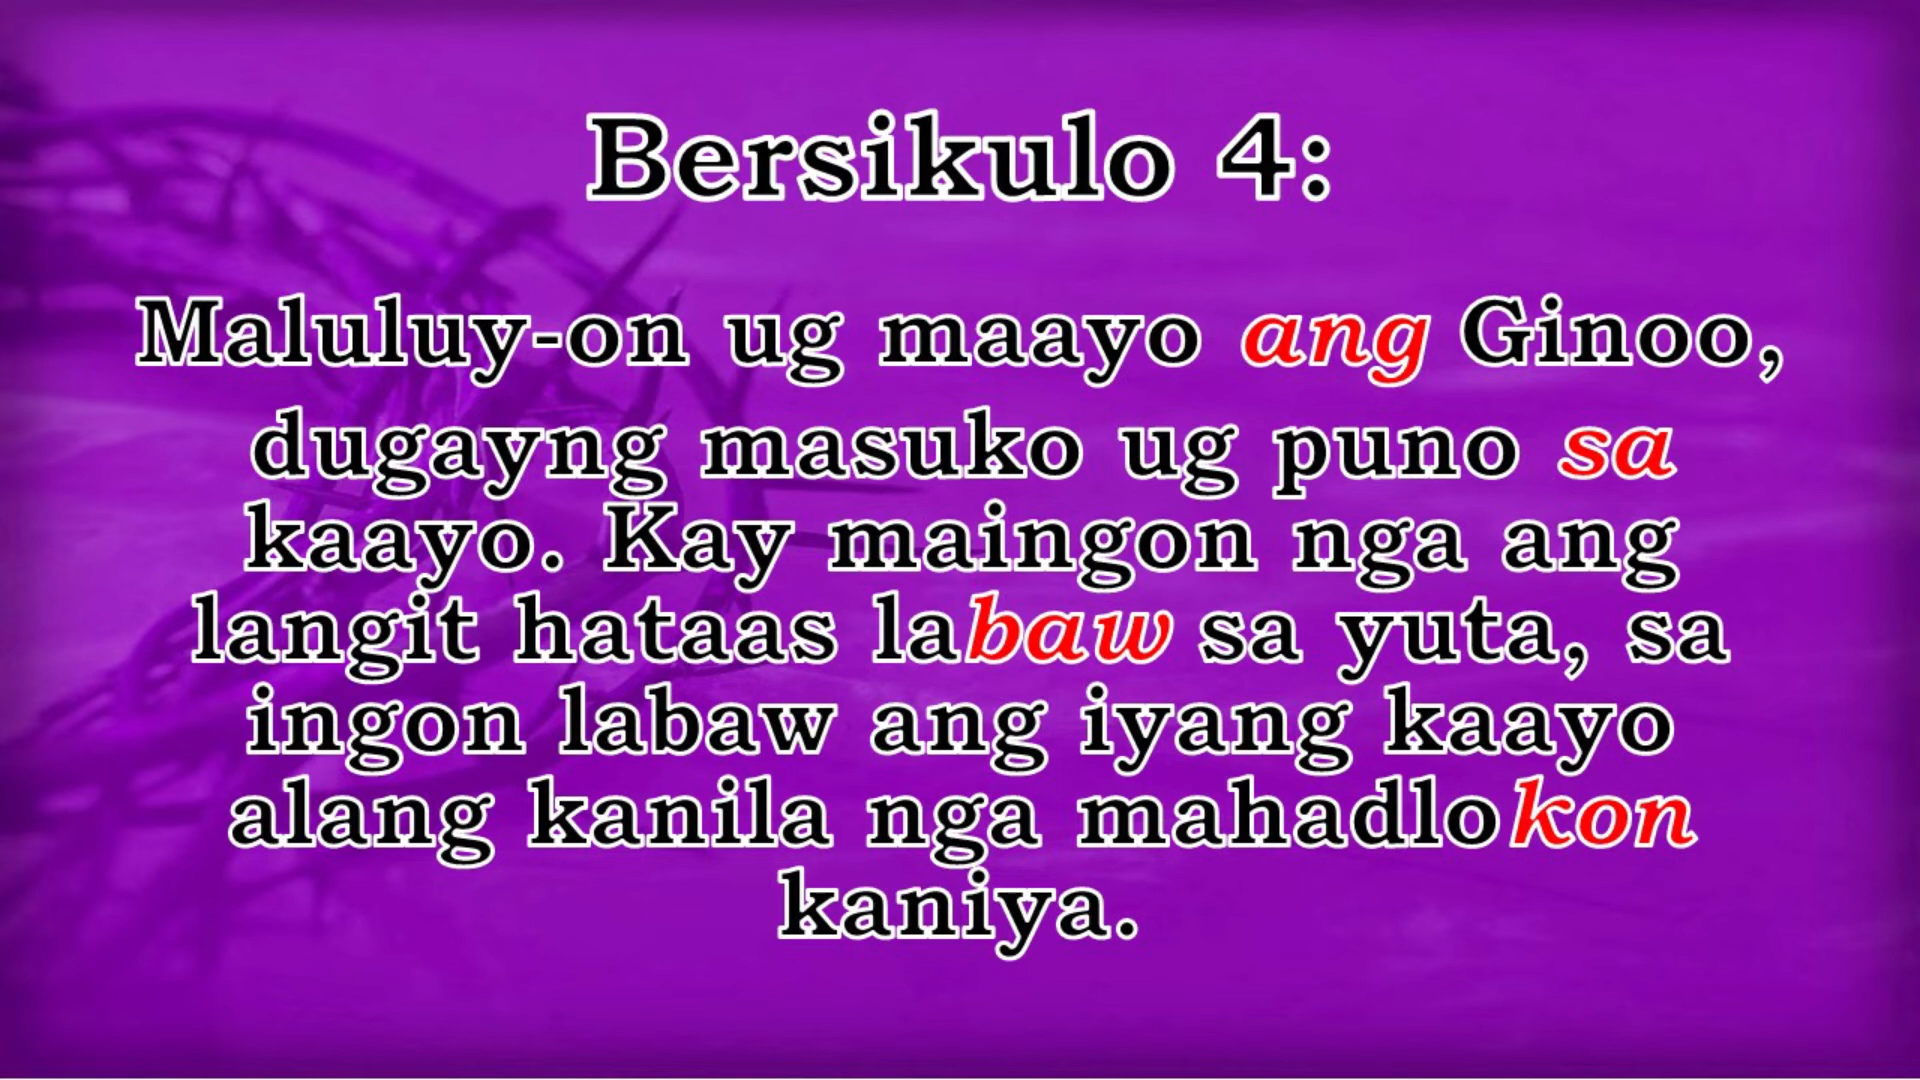 Bersikulo 4:
Maluluy-on ug maayo ang Ginoo,
dugayng masuko ug puno sa
kaayo. Kay maingon nga ang
langit hataas labaw sa yuta, sa
ingon labaw ang iyang kaayo
alang kanila nga mahadlokon
kaniya.